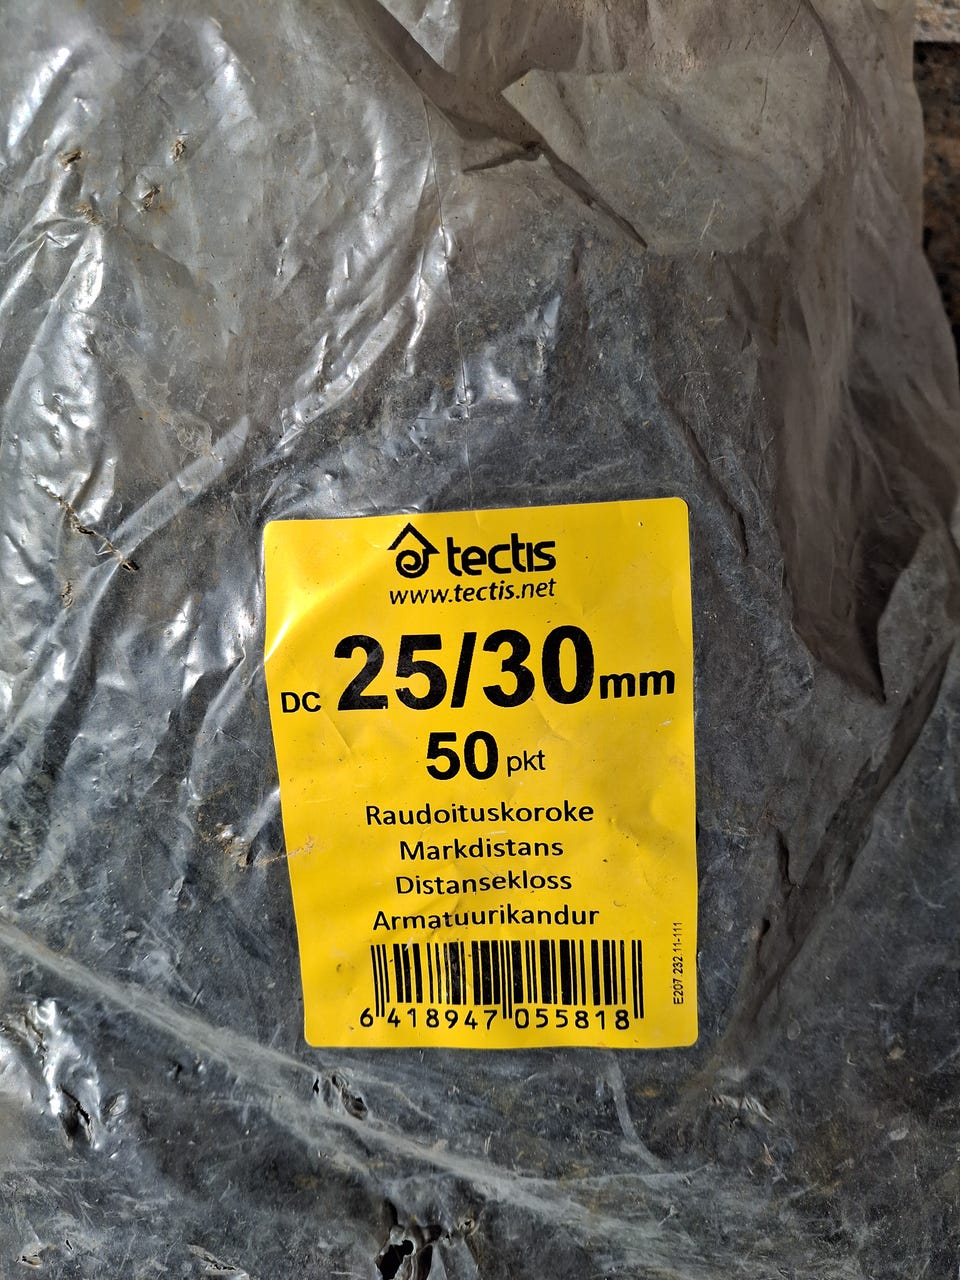 tectis
www.tectis.net
DC 25/30mm
50 pkt
Raudoituskoroke
Markdistans
Distansekloss
Armatuurikandur
E207 232 11-111
6 418947 055818